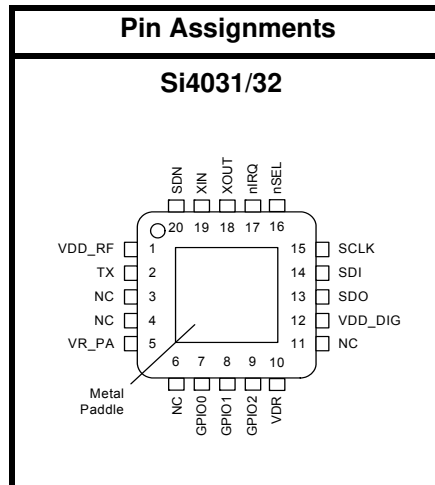 Pin Assignments
Si4031/32
SDN
XIN
XOUT
nIRQ
nSEL
20 19 18 17 16
VDD_RF 1
TX 2
NC 3
NC 4
VR_PA 5
15 SCLK
14 SDI
13 SDO
12 VDD_DIG
11 NC
6 7 8 9 10
NC
GPIO0
GPIO1
GPIO2
VDR
Metal
Paddle